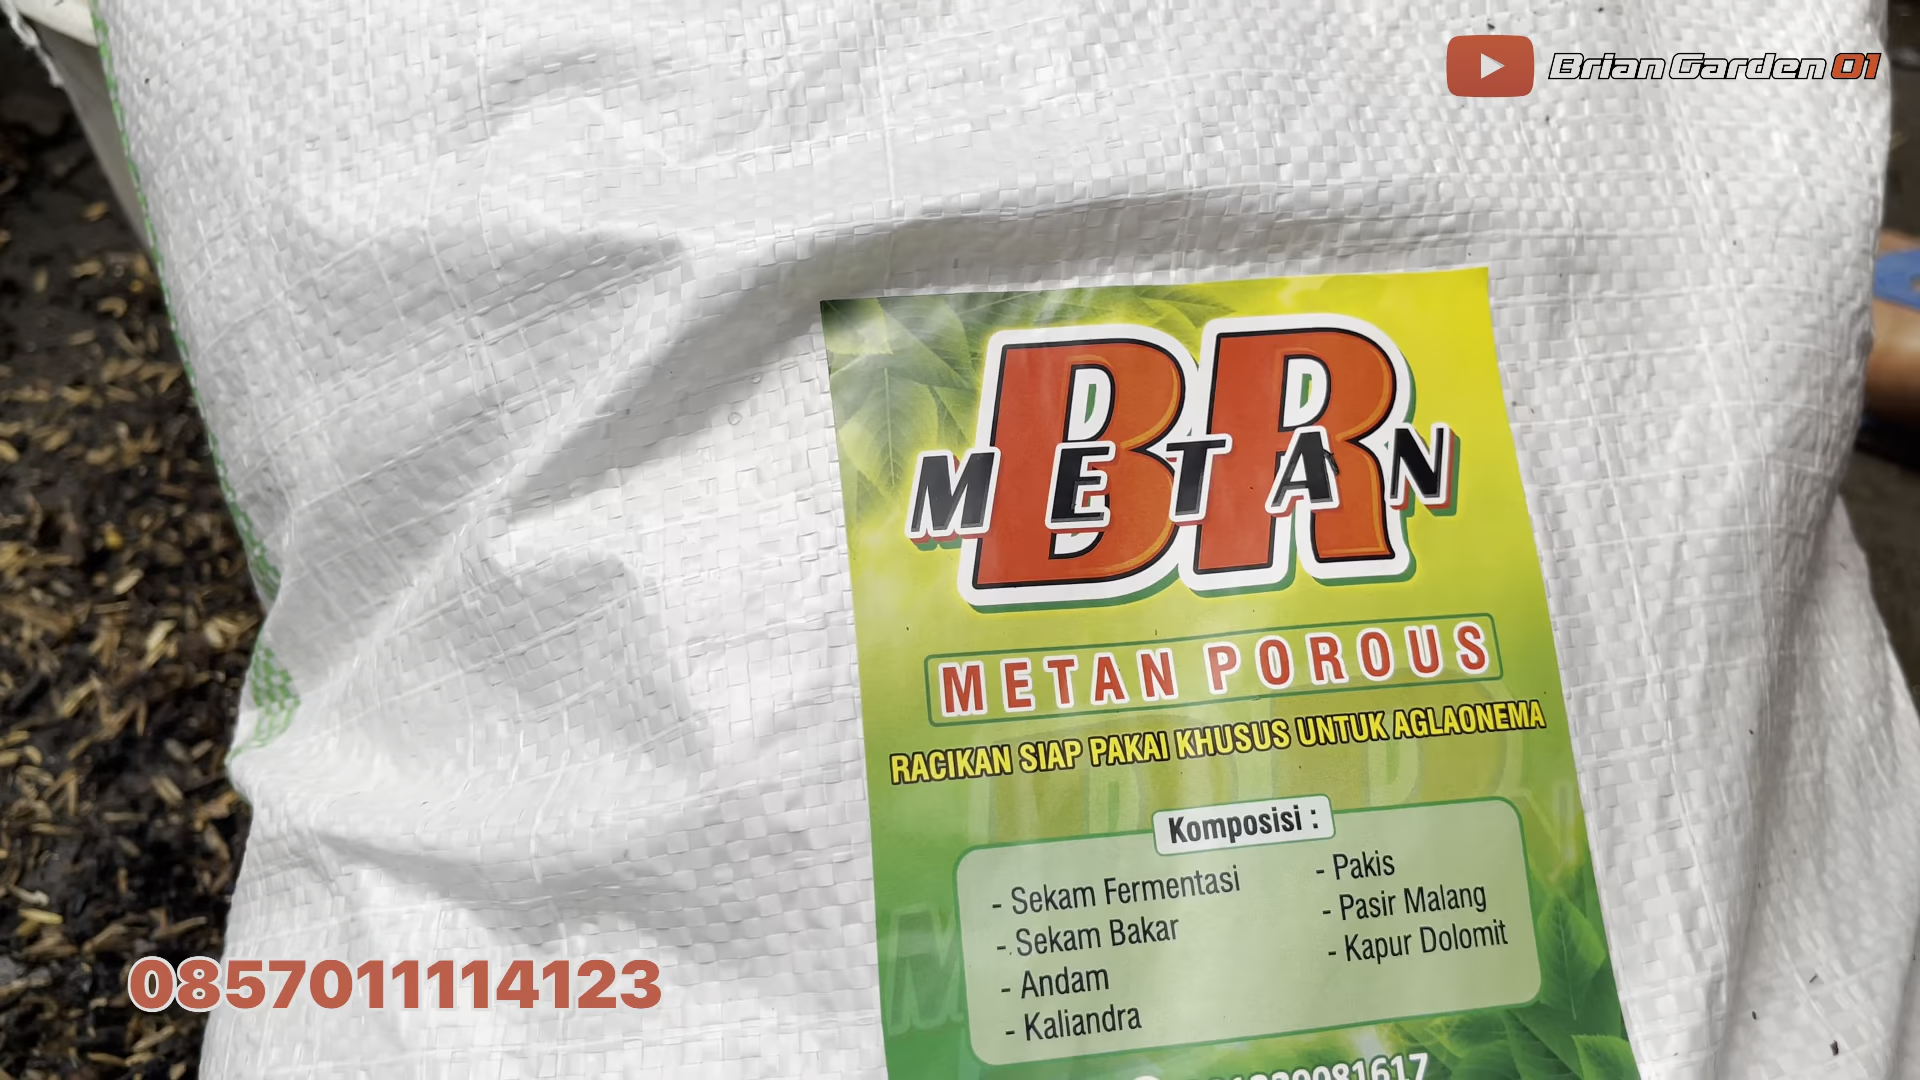 Brian Garden 01
BR
METAN
METAN POROUS
RACIKAN SIAP PAKAI KHUSUS UNTUK AGLAONEMA
Komposisi :
- Sekam Fermentasi
- Sekam Bakar
- Andam
- Kaliandra
- Pakis
- Pasir Malang
- Kapur Dolomit
0857011114123